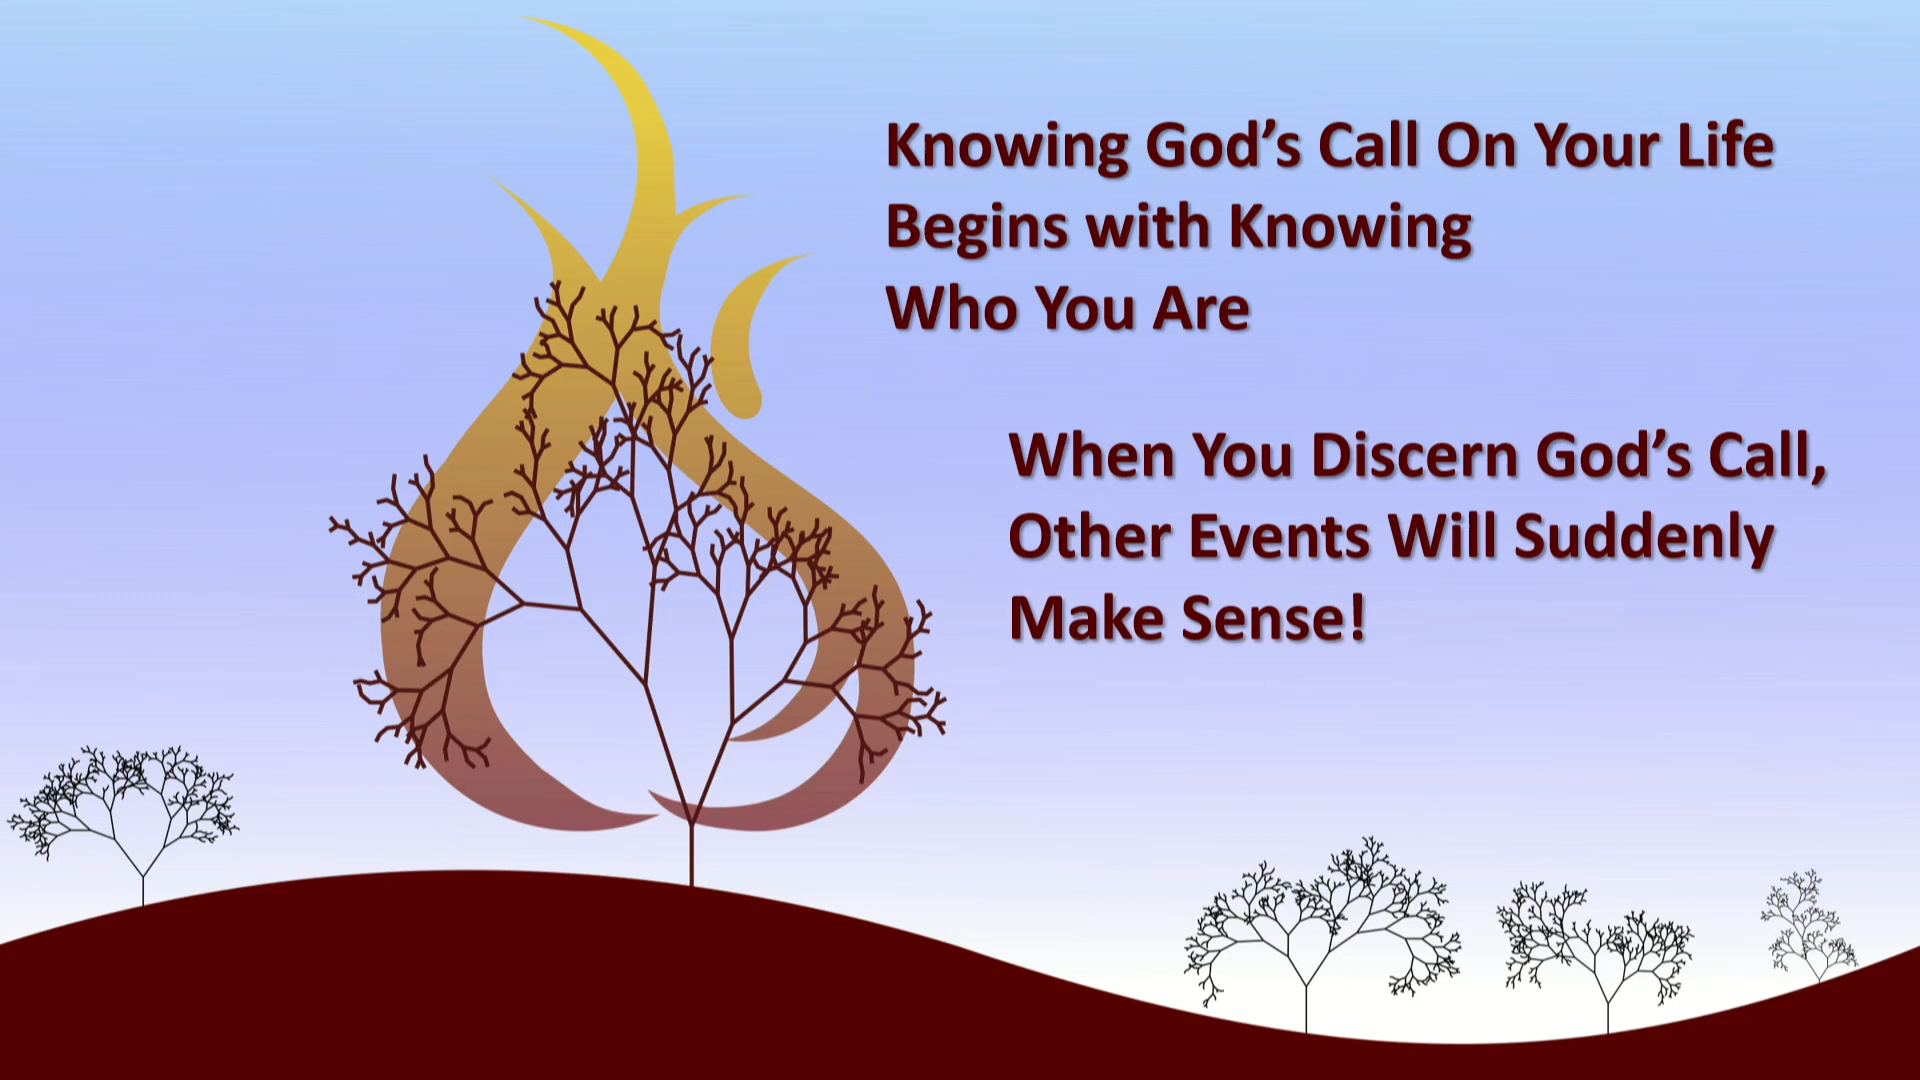 Knowing God’s Call On Your Life
Begins with Knowing
Who You Are
When You Discern God’s Call,
Other Events Will Suddenly
Make Sense!